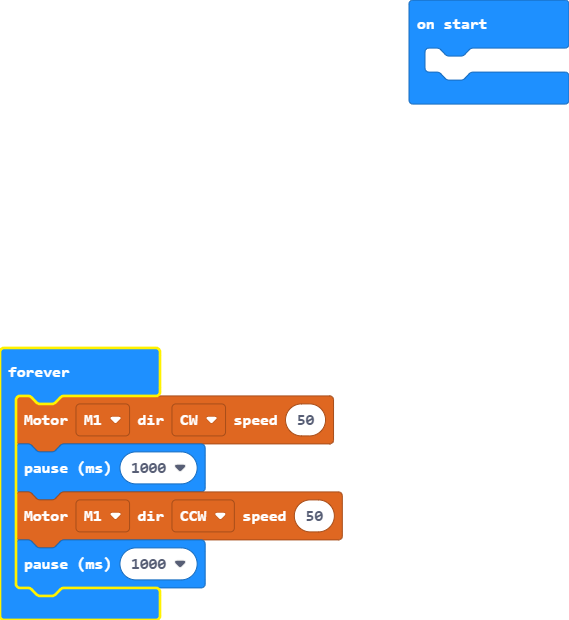 on start
forever
Motor M1 dir CW speed 50
pause (ms) 1000
Motor M1 dir CCW speed 50
pause (ms) 1000